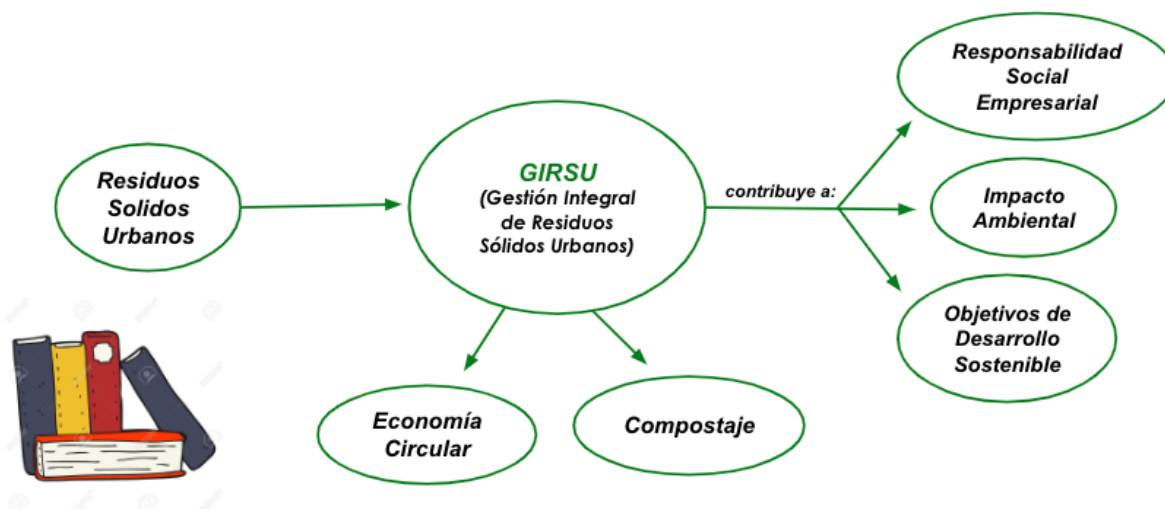 Responsabilidad
Social
Empresarial
Residuos
Solidos
Urbanos
GIRSU
(Gestión Integral
de Residuos
Sólidos Urbanos)
contribuye a:
Impacto
Ambiental
Objetivos de
Desarrollo
Sostenible
Economía
Circular
Compostaje